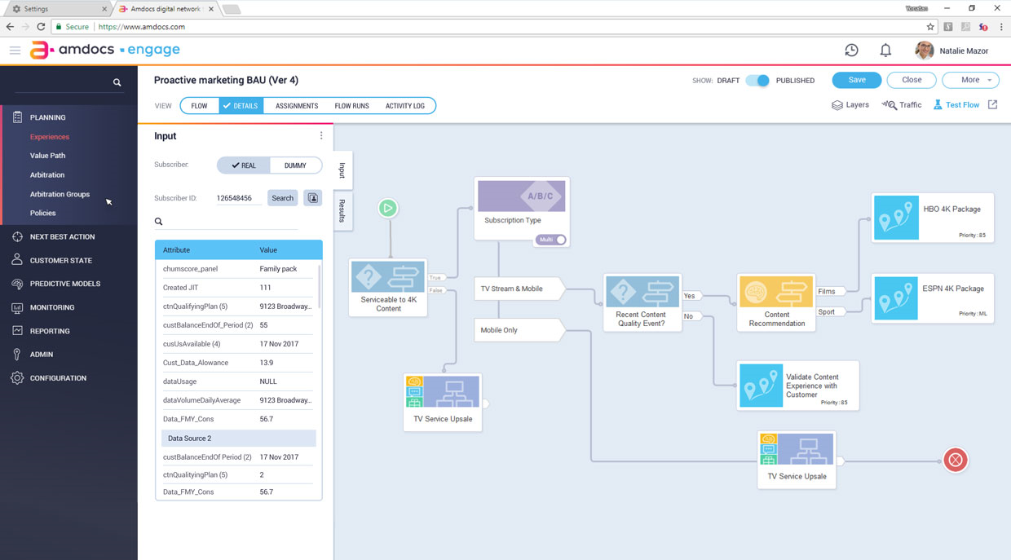 Settings
Amdocs digital network
Secure
https://www.amdocs.com
amdocs • engage
Natalie Mazor
Proactive marketing BAU (Ver 4)
SHOW: DRAFT PUBLISHED
Save
Close
More
VIEW
FLOW
DETAILS
ASSIGNMENTS
FLOW RUNS
ACTIVITY LOG
Layers
Traffic
Test Flow
PLANNING
Experiences
Value Path
Arbitration
Arbitration Groups
Policies
NEXT BEST ACTION
CUSTOMER STATE
PREDICTIVE MODELS
MONITORING
REPORTING
ADMIN
CONFIGURATION
Input
Subscriber
REAL
DUMMY
Subscriber ID:
126548456
Search
Input
Results
Attribute Value
churnscore_panel Family pack
Created JIT 111
ctnQualifyingPlan (5) 9123 Broadway...
custBalanceEndOf_Period (2) 55
cusUsAvailable (4) 17 Nov 2017
Cust_Data_Alowance 13.9
dataUsage NULL
dataVolumeDailyAverage 9123 Broadway...
Data_FMY_Cons 56.7
Data Source 2
custBalanceEndOf Period (2) 17 Nov 2017
ctnQualityingPlan (5) 2
Data_FMY_Cons 56.7
Serviceable to 4K
Content
True
False
A/B/C
Subscription Type
Multi
TV Stream & Mobile
Mobile Only
TV Service Upsale
Recent Content
Quality Event?
Yes
No
Content
Recommendation
Films
Sport
HBO 4K Package
Priority: 85
ESPN 4K Package
Priority: ML
Validate Content
Experience with
Customer
Priority: 85
TV Service Upsale